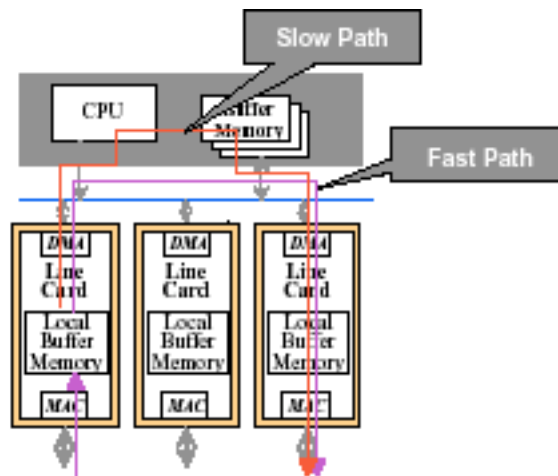 Slow Path
CPU
Buffer
Memory
Fast Path
DMA
Line
Card
Local
Buffer
Memory
MAC
DMA
Line
Card
Local
Buffer
Memory
MAC
DMA
Line
Card
Local
Buffer
Memory
MAC